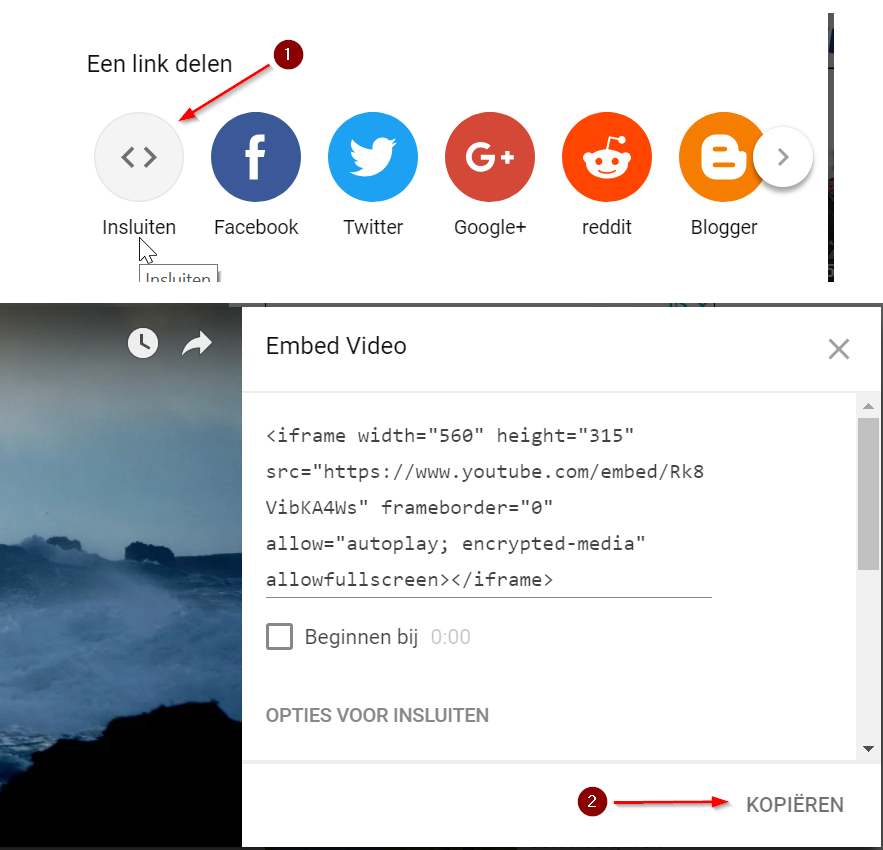 Een link delen
1
Insluiten
Facebook
Twitter
Google+
reddit
Blogger
Insluiten
Embed Video
<iframe width="560" height="315"
src="https://www.youtube.com/embed/Rk8
VibKA4Ws" frameborder="0"
allow="autoplay; encrypted-media"
allowfullscreen></iframe>
Beginnen bij 0:00
OPTIES VOOR INSLUITEN
2
KOPIËREN